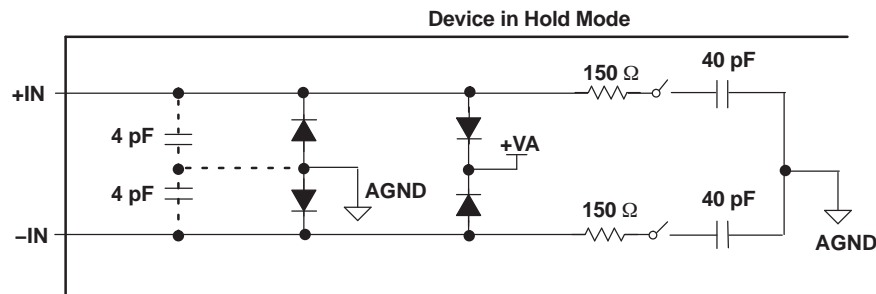 Device in Hold Mode
150 Ω
40 pF
+IN
4 pF
+VA
4 pF
AGND
150 Ω
40 pF
AGND
−IN